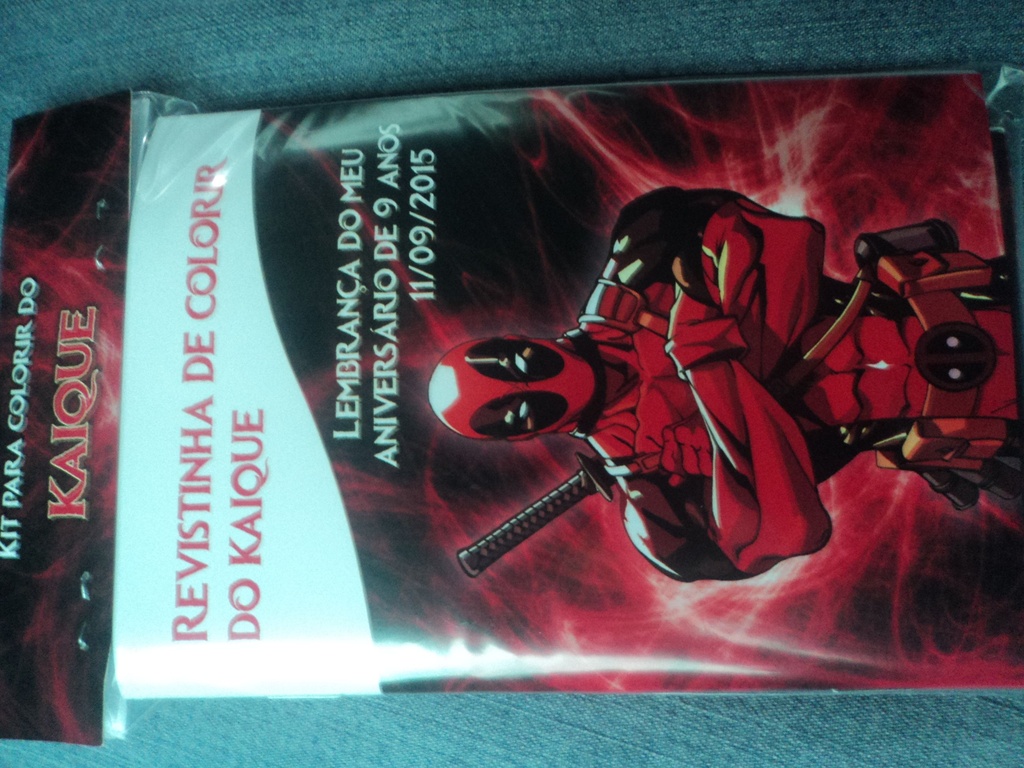 KIT PARA COLORIR DO
KAIQUE
REVISTINHA DE COLORIR
DO KAIQUE
LEMBRANÇA DO MEU
ANIVERSÁRIO DE 9 ANOS
11/09/2015